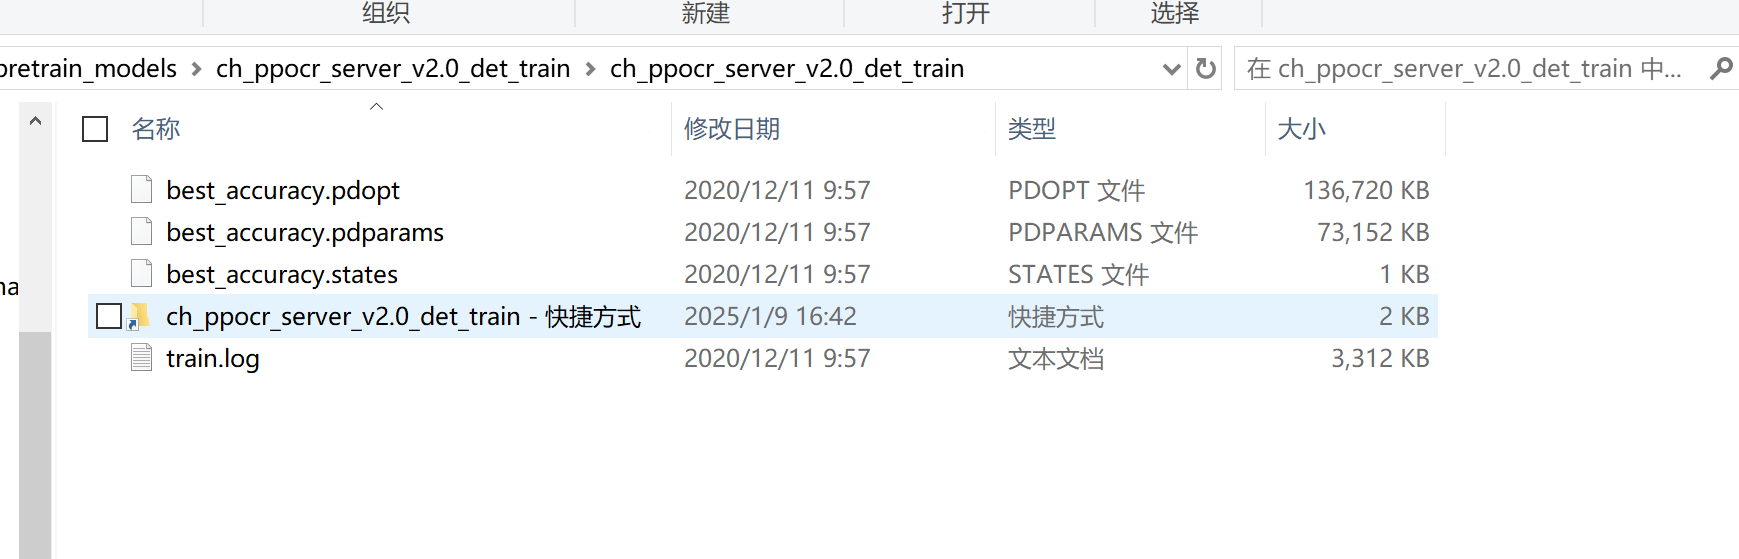 组织 新建 打开 选择
pretrain_models > ch_ppocr_server_v2.0_det_train > ch_ppocr_server_v2.0_det_train 在 ch_ppocr_server_v2.0_det_train 中...
名称 修改日期 类型 大小
best_accuracy.pdopt 2020/12/11 9:57 PDOPT 文件 136,720 KB
best_accuracy.pdparams 2020/12/11 9:57 PDPARAMS 文件 73,152 KB
best_accuracy.states 2020/12/11 9:57 STATES 文件 1 KB
ch_ppocr_server_v2.0_det_train - 快捷方式 2025/1/9 16:42 快捷方式 2 KB
train.log 2020/12/11 9:57 文本文档 3,312 KB